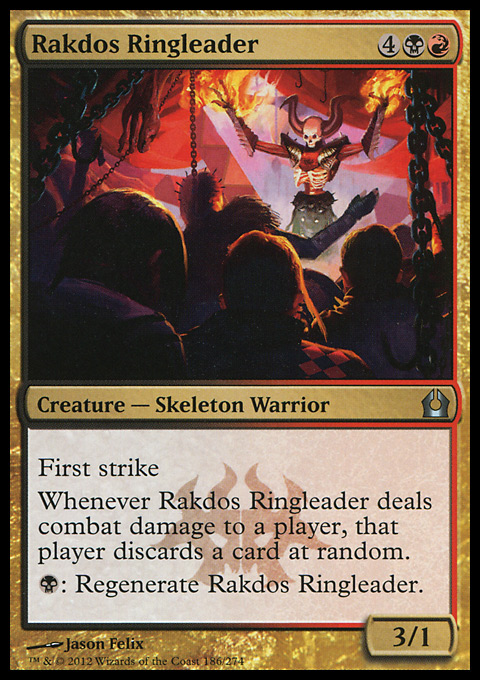 Rakdos Ringleader 4
Creature — Skeleton Warrior
First strike
Whenever Rakdos Ringleader deals
combat damage to a player, that
player discards a card at random.
: Regenerate Rakdos Ringleader.
3/1
Jason Felix
™ & © 2012 Wizards of the Coast 186/274